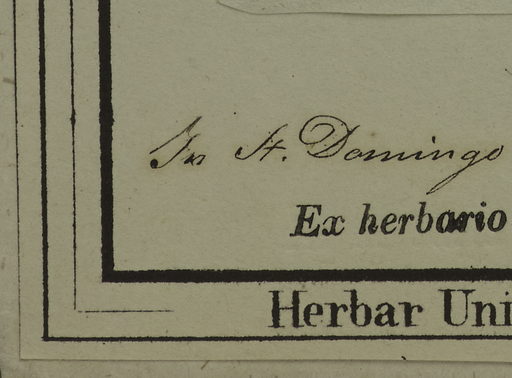 In St. Domingo
Ex herbario
Herbar Uni